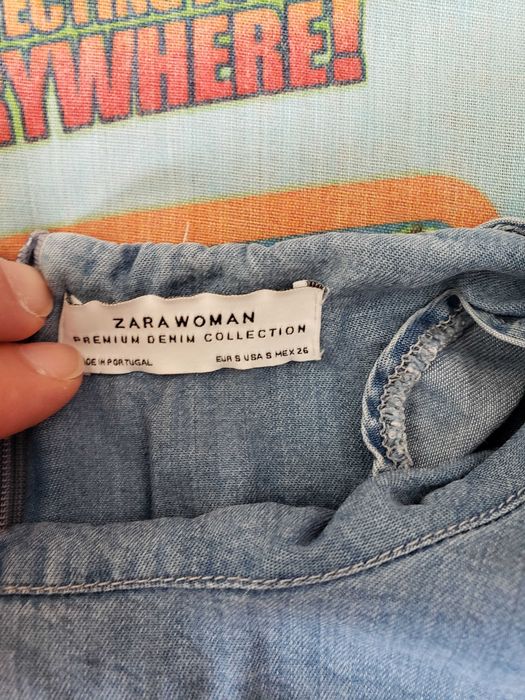 YWHERE!
ZARA WOMAN
PREMIUM DENIM COLLECTION
MADE IN PORTUGAL EUR S USA S MEX 26